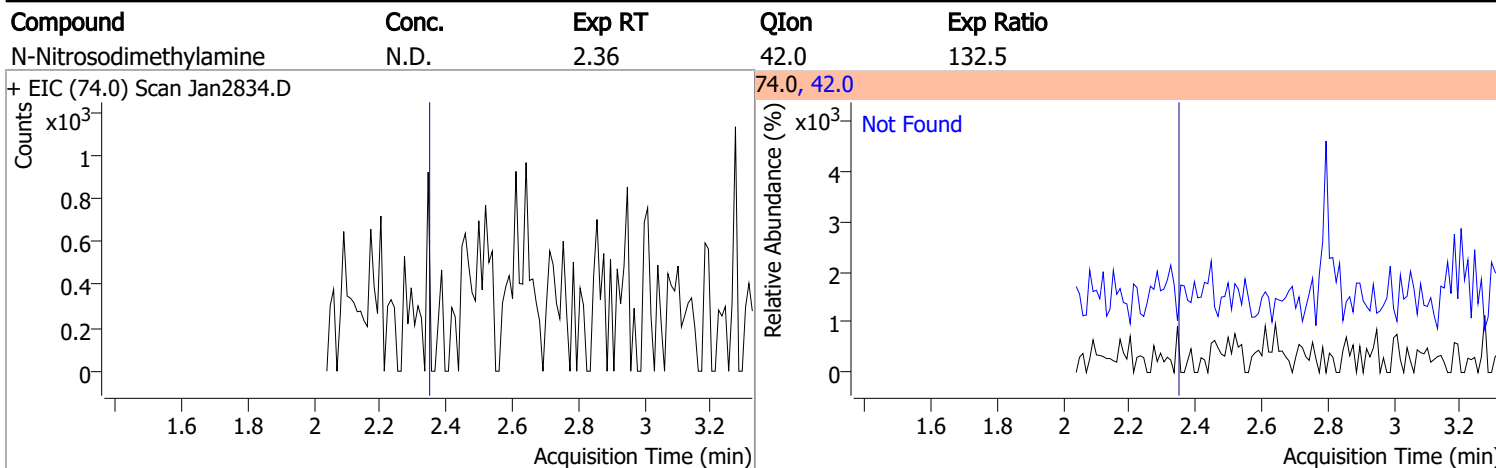 Compound Conc. Exp RT QIon Exp Ratio
N-Nitrosodimethylamine N.D. 2.36 42.0 132.5
+ EIC (74.0) Scan Jan2834.D
Counts
x10³
1
0.8
0.6
0.4
0.2
0
1.6 1.8 2 2.2 2.4 2.6 2.8 3 3.2
Acquisition Time (min)
74.0, 42.0
Relative Abundance (%)
x10³
Not Found
4
3
2
1
0
1.6 1.8 2 2.2 2.4 2.6 2.8 3 3.2
Acquisition Time (min)